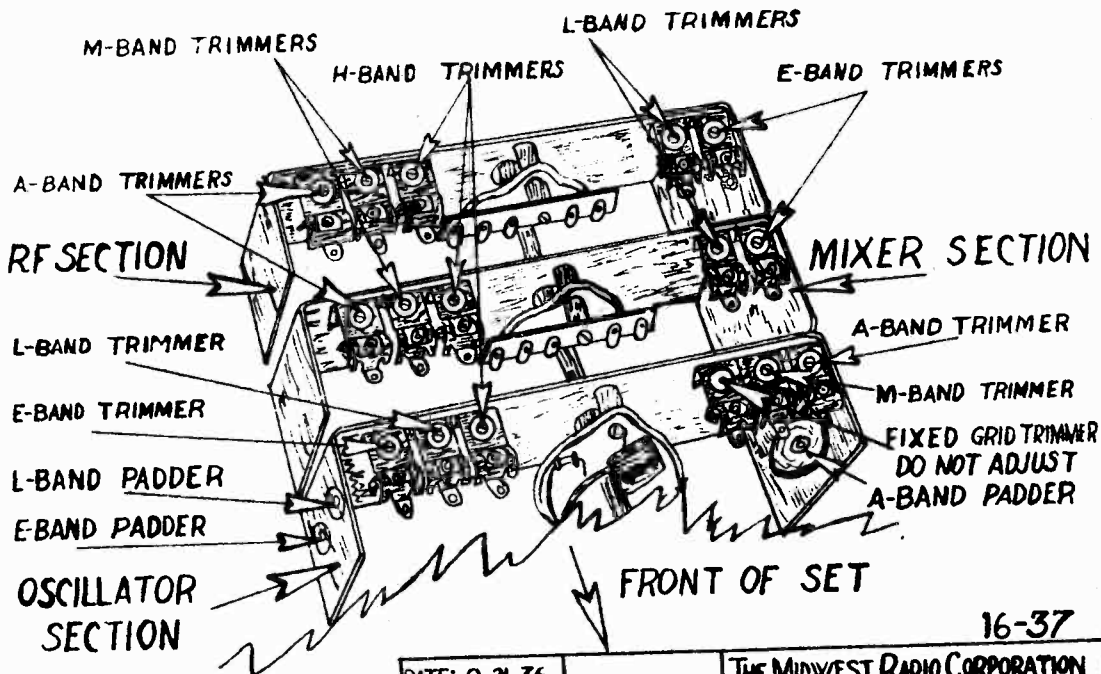 M-BAND TRIMMERS
L-BAND TRIMMERS
H-BAND TRIMMERS
E-BAND TRIMMERS
A-BAND TRIMMERS
RF SECTION
MIXER SECTION
L-BAND TRIMMER
A-BAND TRIMMER
E-BAND TRIMMER
M-BAND TRIMMER
FIXED GRID TRIMMER
DO NOT ADJUST
L-BAND PADDER
A-BAND PADDER
E-BAND PADDER
OSCILLATOR
SECTION
FRONT OF SET
16-37
THE MIDWEST RADIO CORPORATION